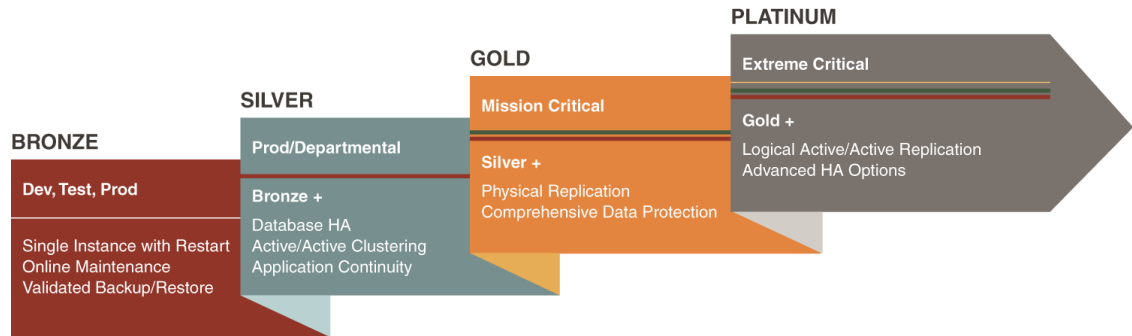 BRONZE
Dev, Test, Prod
Single Instance with Restart
Online Maintenance
Validated Backup/Restore
SILVER
Prod/Departmental
Bronze +
Database HA
Active/Active Clustering
Application Continuity
GOLD
Mission Critical
Silver +
Physical Replication
Comprehensive Data Protection
PLATINUM
Extreme Critical
Gold +
Logical Active/Active Replication
Advanced HA Options